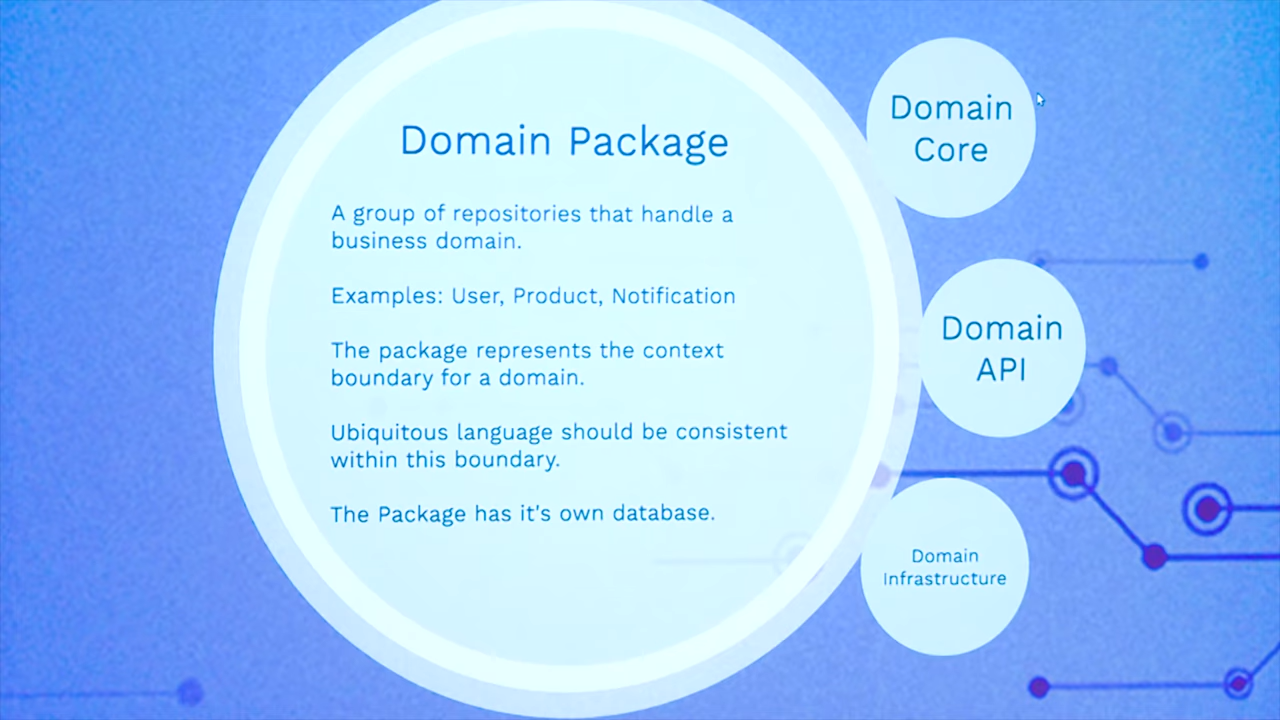 Domain Package
A group of repositories that handle a
business domain.
Examples: User, Product, Notification
The package represents the context
boundary for a domain.
Ubiquitous language should be consistent
within this boundary.
The Package has it's own database.
Domain
Core
Domain
API
Domain
Infrastructure